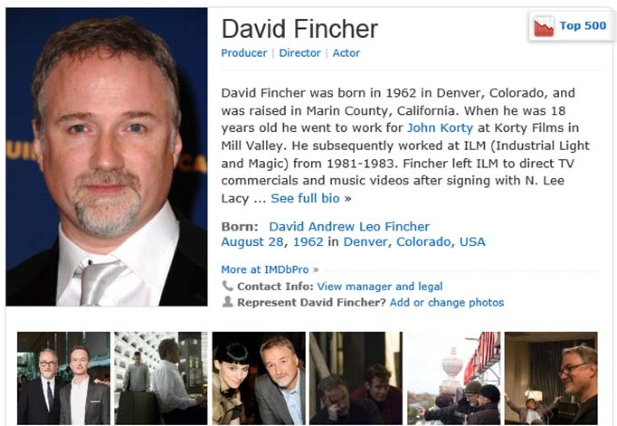 David Fincher
Top 500
Producer | Director | Actor
David Fincher was born in 1962 in Denver, Colorado, and
was raised in Marin County, California. When he was 18
years old he went to work for John Korty at Korty Films in
Mill Valley. He subsequently worked at ILM (Industrial Light
and Magic) from 1981-1983. Fincher left ILM to direct TV
commercials and music videos after signing with N. Lee
Lacy ... See full bio »
Born: David Andrew Leo Fincher
August 28, 1962 in Denver, Colorado, USA
More at IMDbPro »
Contact Info: View manager and legal
Represent David Fincher? Add or change photos